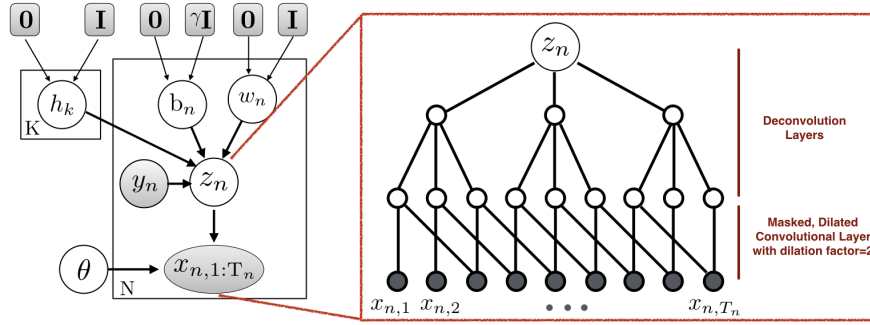 0 I 0 γI 0 I
h_k
K
b_n
w_n
y_n
z_n
θ
x_{n,1:T_n}
N
z_n
Deconvolution
Layers
Masked, Dilated
Convolutional Layer
with dilation factor=2
x_{n,1} x_{n,2} • • • x_{n,T_n}